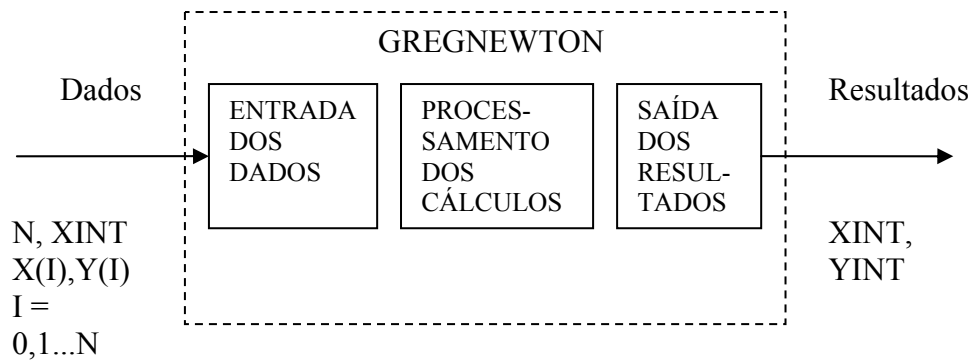 GREGNEWTON
Dados
ENTRADA
DOS
DADOS
PROCES-
SAMENTO
DOS
CÁLCULOS
SAÍDA
DOS
RESUL-
TADOS
Resultados
N, XINT
X(I),Y(I)
I =
0,1...N
XINT,
YINT